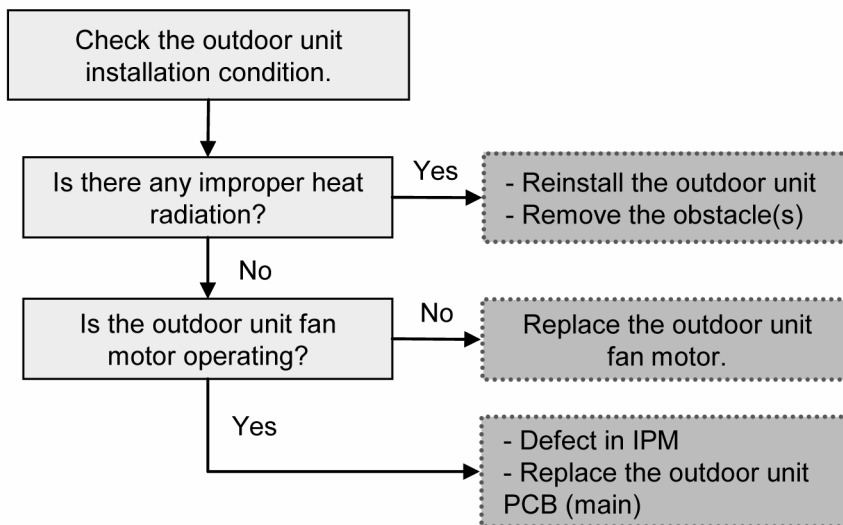 Check the outdoor unit
installation condition.
Is there any improper heat
radiation?
Yes
- Reinstall the outdoor unit
- Remove the obstacle(s)
No
Is the outdoor unit fan
motor operating?
No
Replace the outdoor unit
fan motor.
Yes
- Defect in IPM
- Replace the outdoor unit
PCB (main)